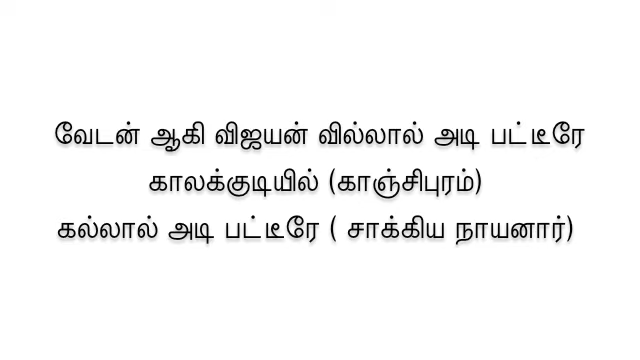 வேடன் ஆகி விஜயன் வில்லால் அடி பட்டீரே
காலக்குடியில் (காஞ்சிபுரம்)
கல்லால் அடி பட்டீரே ( சாக்கிய நாயனார்)